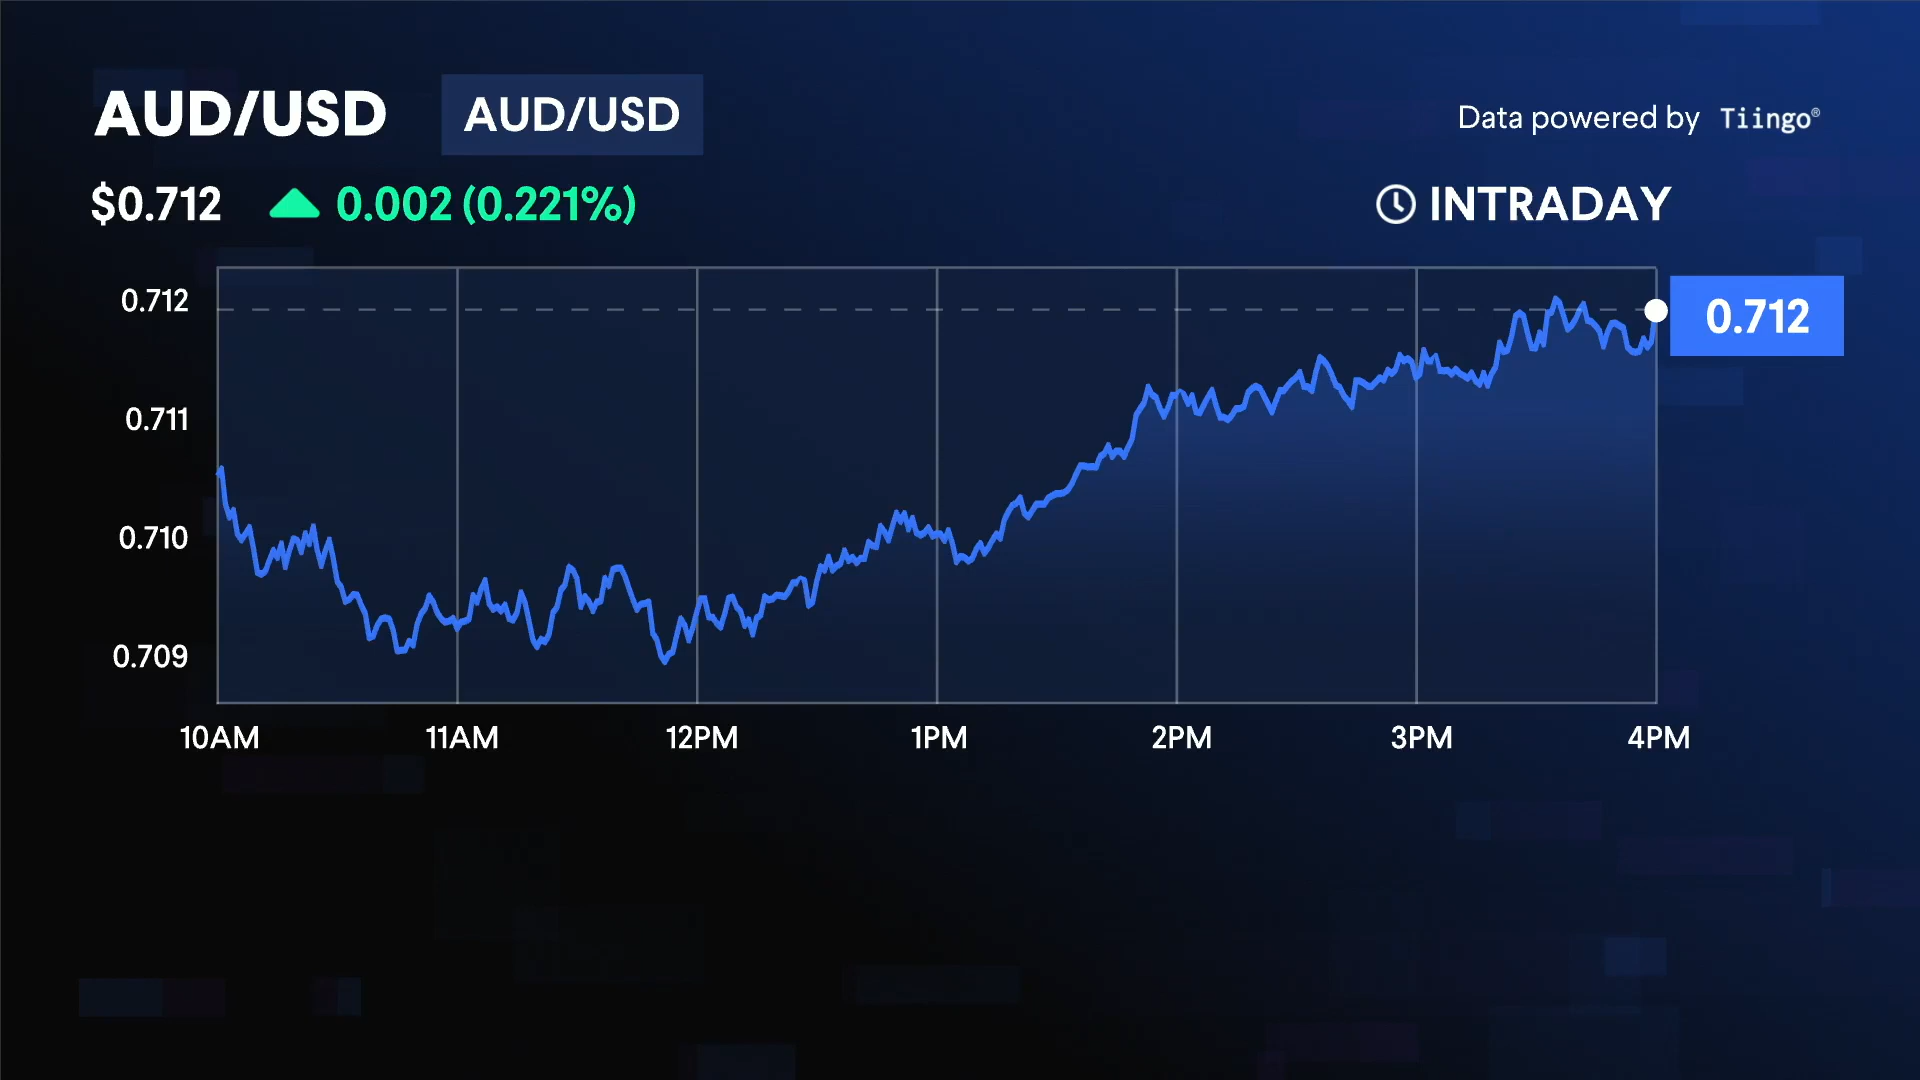 AUD/USD AUD/USD
Data powered by Tiingo®
$0.712 0.002 (0.221%)
INTRADAY
0.712
0.711
0.710
0.709
0.712
10AM 11AM 12PM 1PM 2PM 3PM 4PM